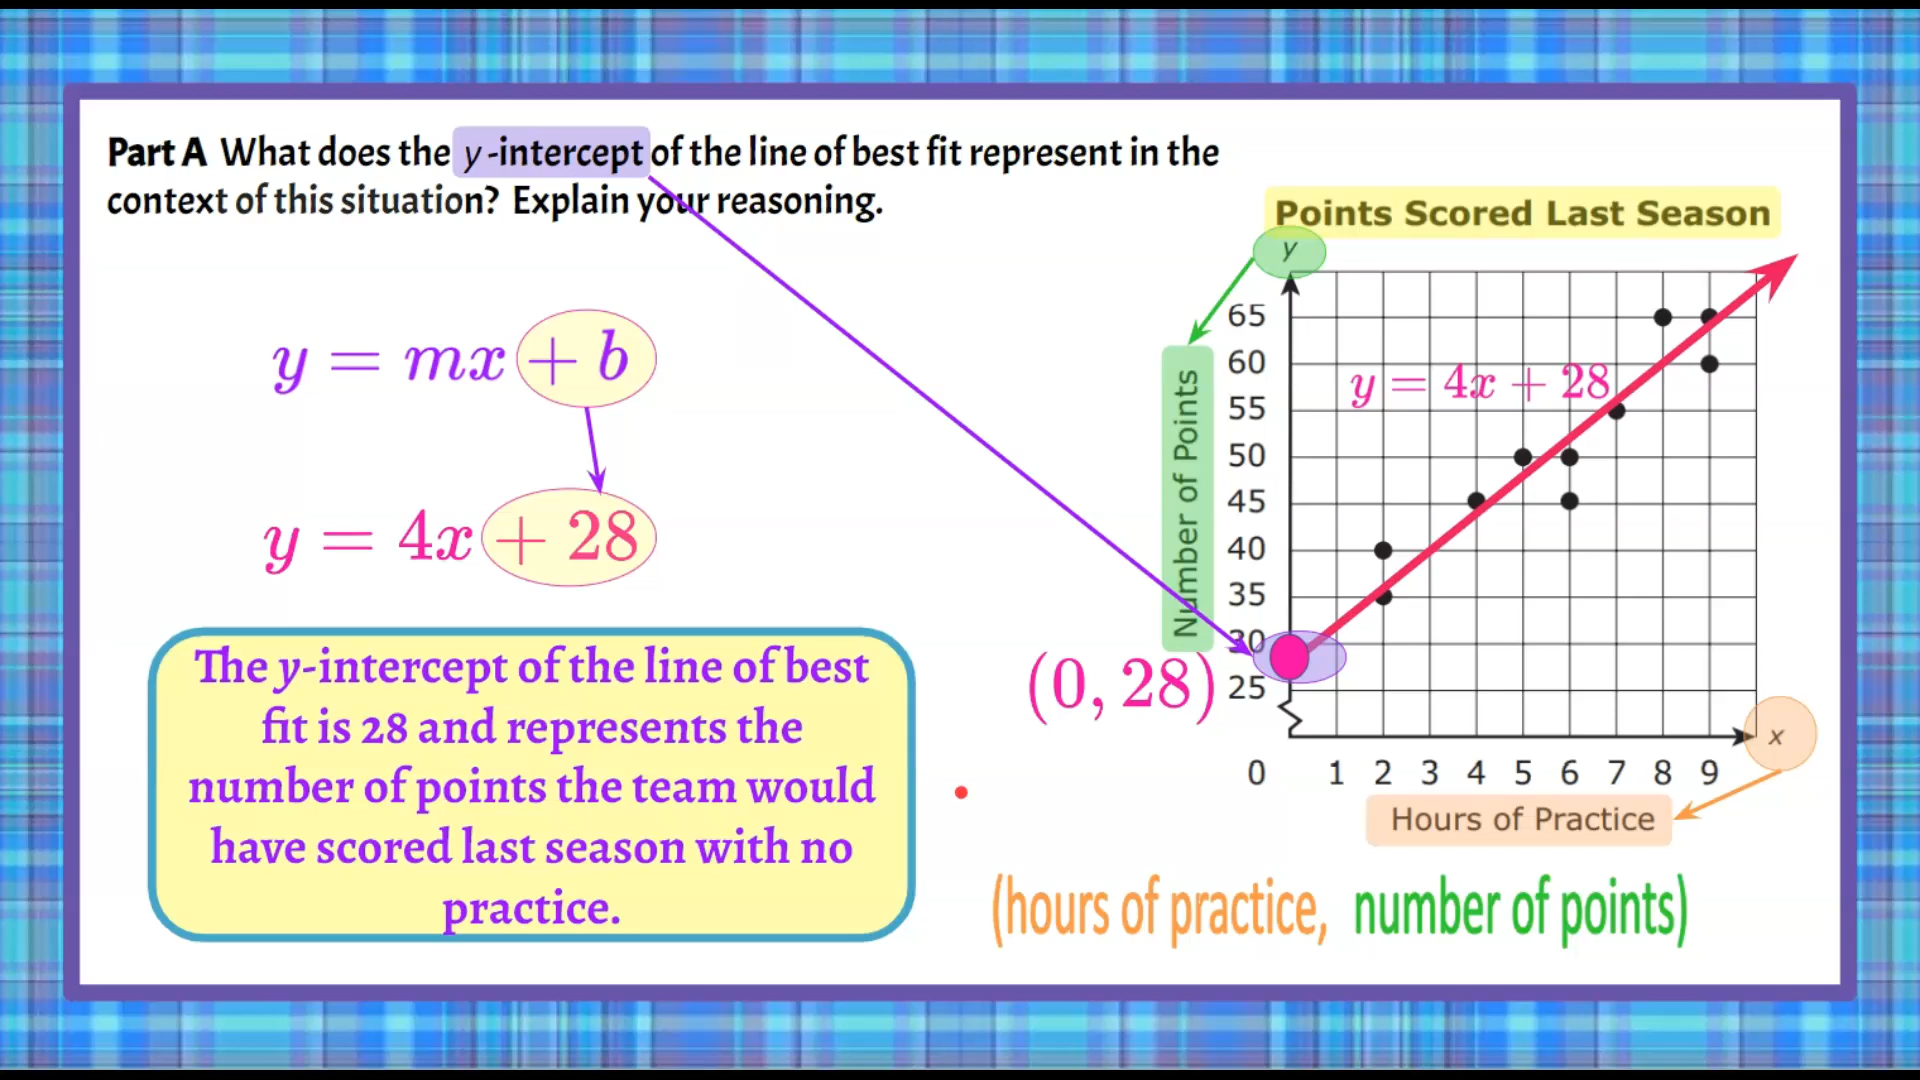 Part A What does the y-intercept of the line of best fit represent in the
context of this situation? Explain your reasoning.
y = mx + b
y = 4x + 28
The y-intercept of the line of best
fit is 28 and represents the
number of points the team would
have scored last season with no
practice.
Points Scored Last Season
y
65
60
55
50
45
40
35
30
25
Number of Points
y = 4x + 28
(0, 28)
x
0 1 2 3 4 5 6 7 8 9
Hours of Practice
(hours of practice, number of points)